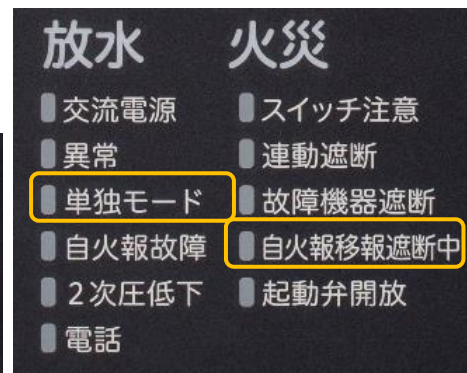 放水 火災
交流電源 スイッチ注意
異常 連動遮断
単独モード 故障機器遮断
自火報故障 自火報移報遮断中
2次圧低下 起動弁開放
電話